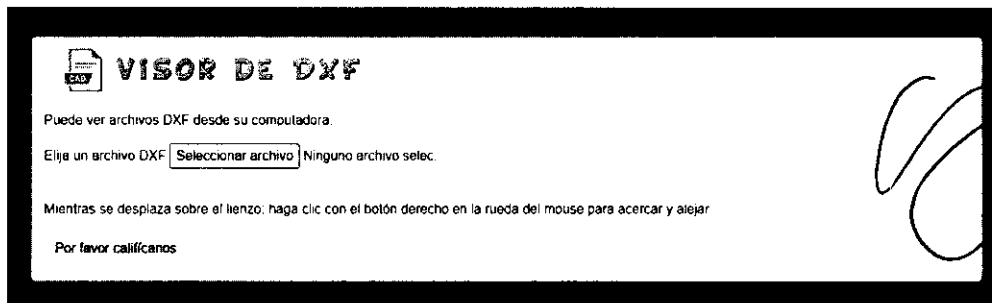 CAD
VISOR DE DXF
Puede ver archivos DXF desde su computadora.
Elija un archivo DXF Seleccionar archivo Ninguno archivo selec.
Mientras se desplaza sobre el lienzo: haga clic con el botón derecho en la rueda del mouse para acercar y alejar
Por favor califícanos